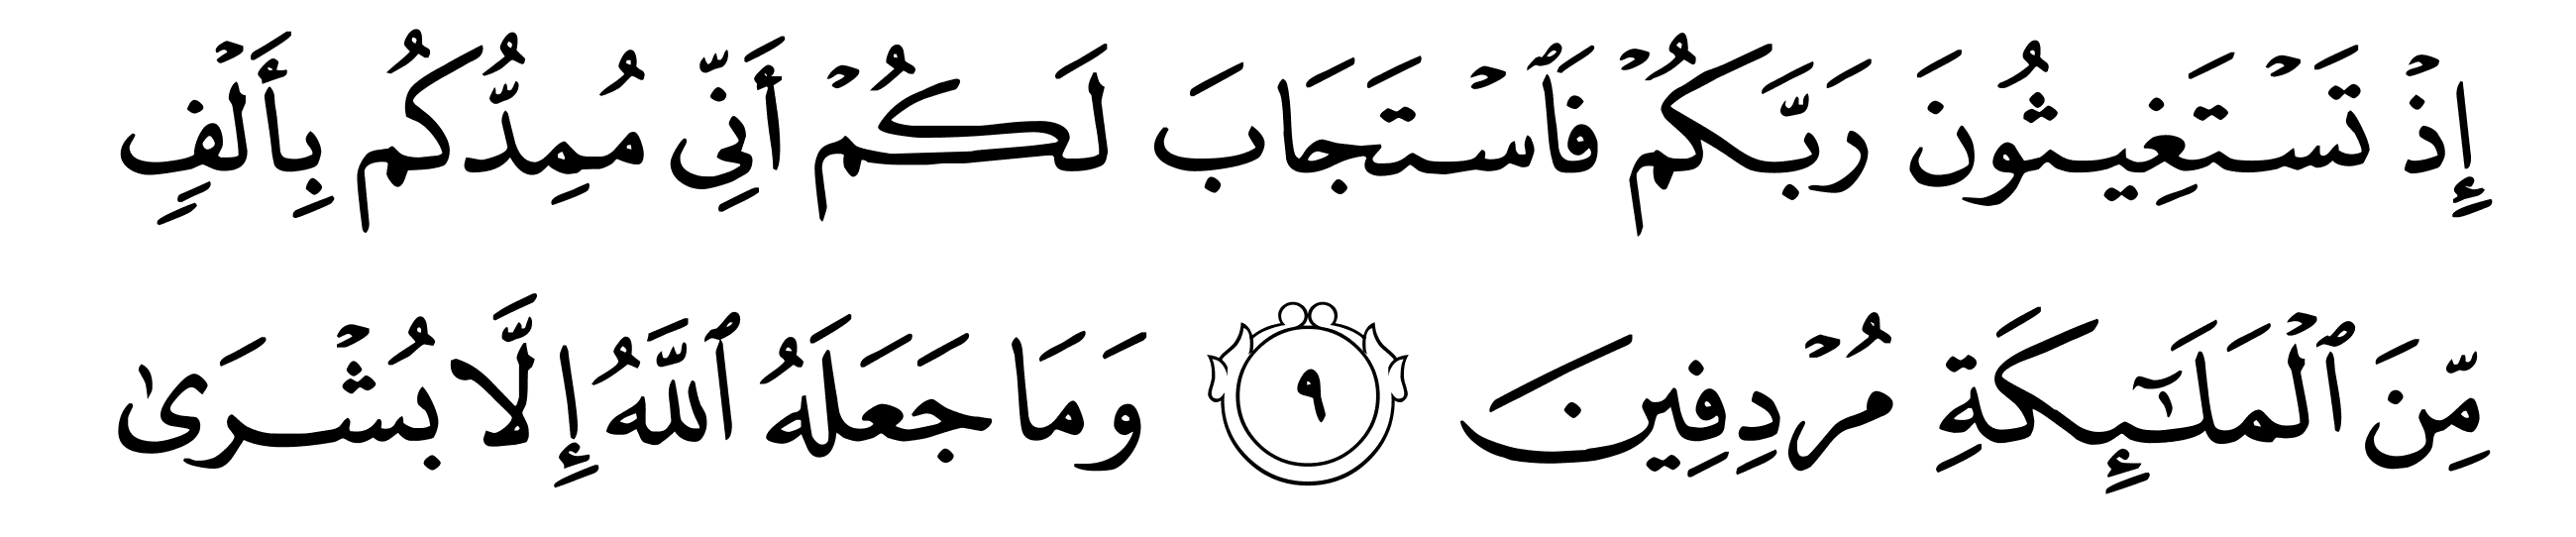 إِذۡ تَسۡتَغِيثُونَ رَبَّكُمۡ فَٱسۡتَجَابَ لَكُمۡ أَنِّي مُمِدُّكُم بِأَلۡفٖ
مِّنَ ٱلۡمَلَٰٓئِكَةِ مُرۡدِفِينَ ٩ وَمَا جَعَلَهُ ٱللَّهُ إِلَّا بُشۡرَىٰ